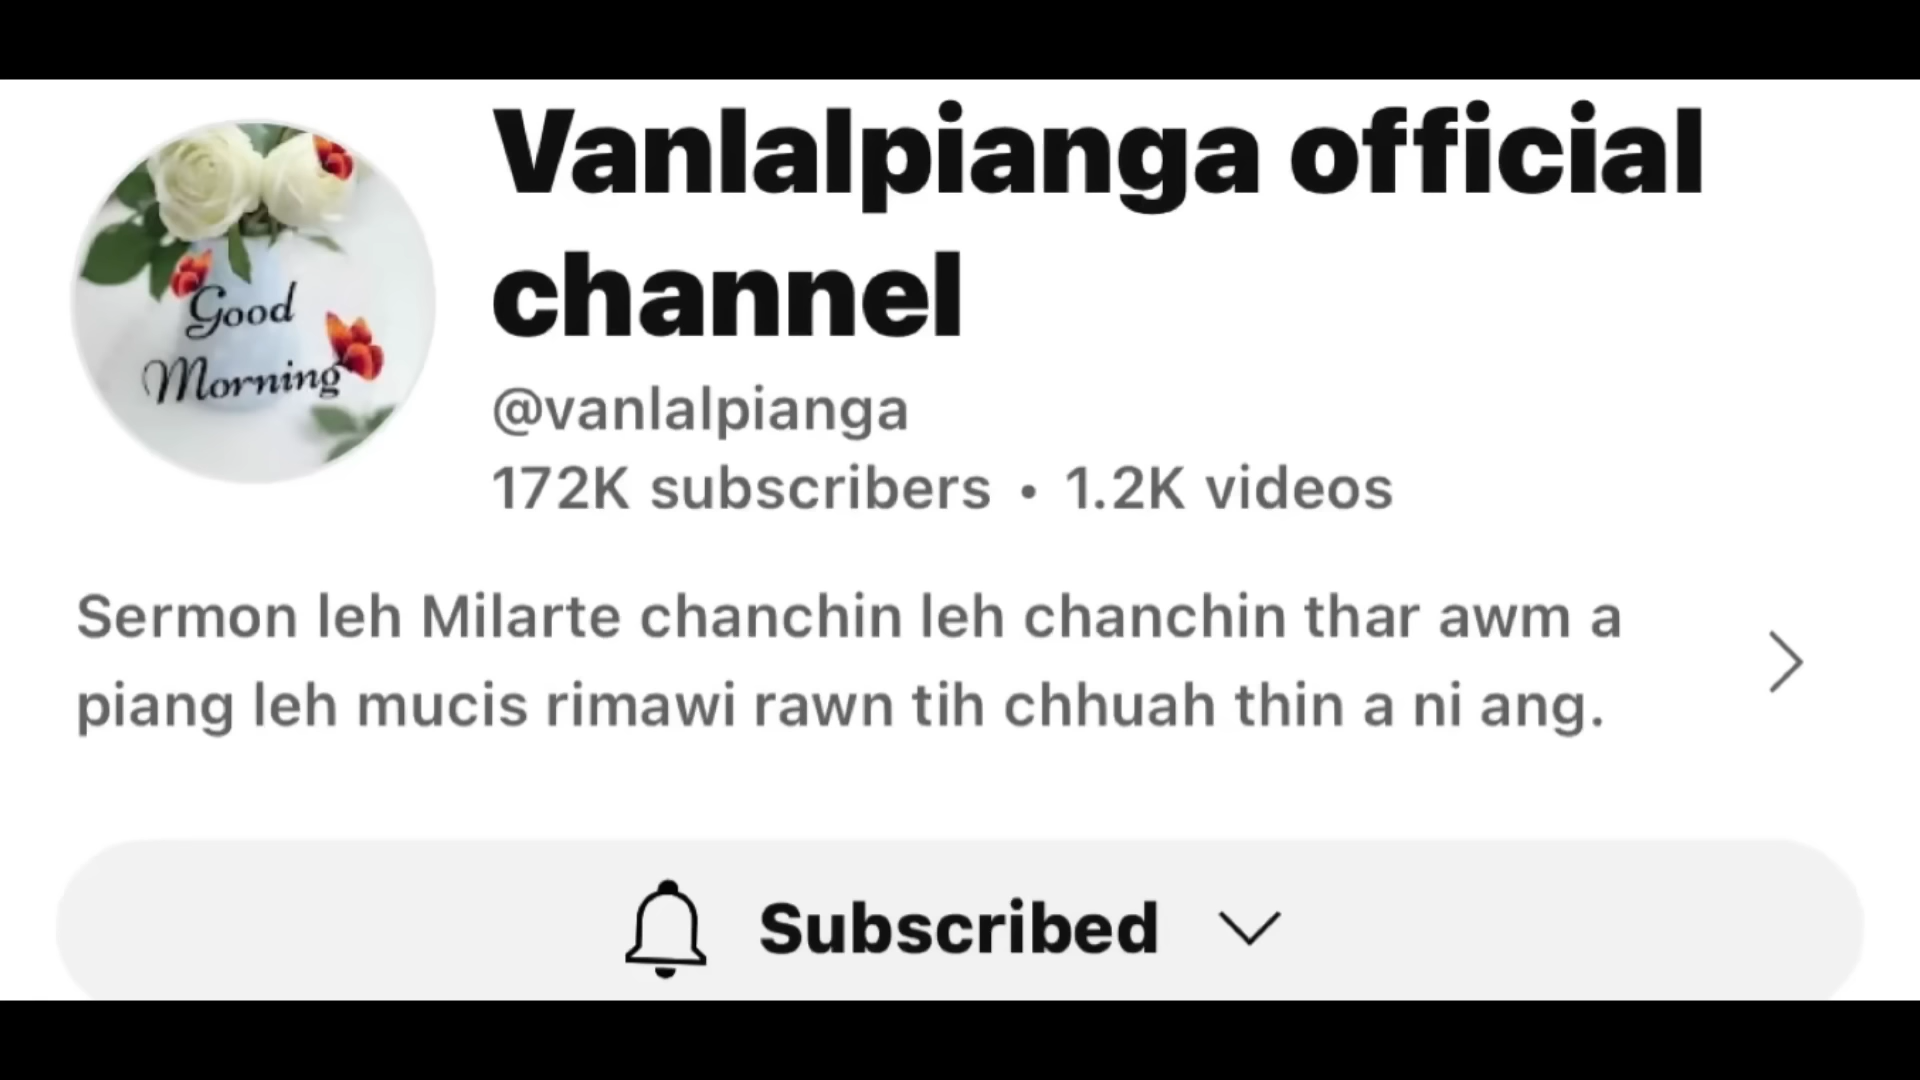 Good
Morning
Vanlalpianga official
channel
@vanlalpianga
172K subscribers • 1.2K videos
Sermon leh Milarte chanchin leh chanchin thar awm a
piang leh mucis rimawi rawn tih chhuah thin a ni ang.
Subscribed